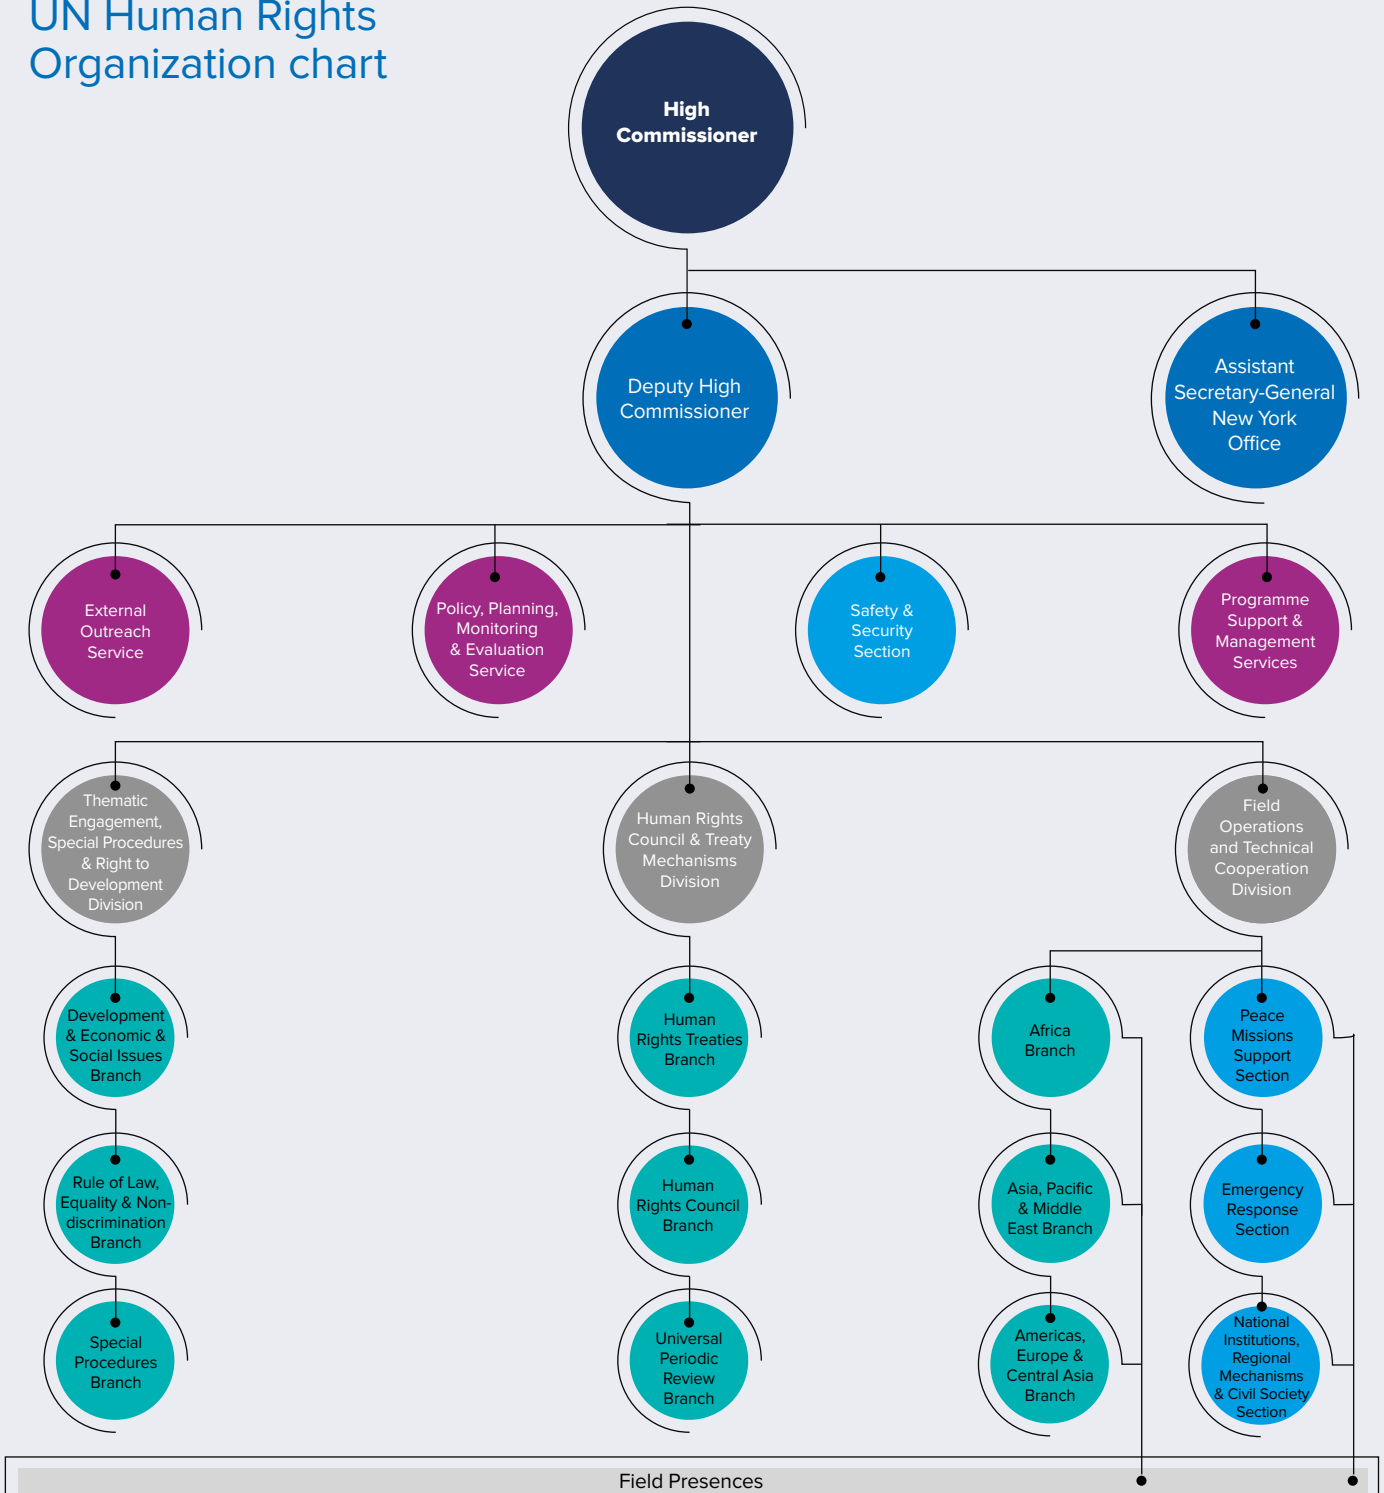 UN Human Rights
Organization chart
High
Commissioner
Deputy High
Commissioner
Assistant
Secretary-General
New York
Office
External
Outreach
Service
Policy, Planning,
Monitoring
& Evaluation
Service
Safety &
Security
Section
Programme
Support &
Management
Services
Thematic
Engagement,
Special Procedures
& Right to
Development
Division
Human Rights
Council & Treaty
Mechanisms
Division
Field
Operations
and Technical
Cooperation
Division
Development
& Economic &
Social Issues
Branch
Human
Rights Treaties
Branch
Africa
Branch
Peace
Missions
Support
Section
Rule of Law,
Equality & Non-
discrimination
Branch
Human
Rights Council
Branch
Asia, Pacific
& Middle
East Branch
Emergency
Response
Section
Special
Procedures
Branch
Universal
Periodic
Review
Branch
Americas,
Europe &
Central Asia
Branch
National
Institutions,
Regional
Mechanisms
& Civil Society
Section
Field Presences